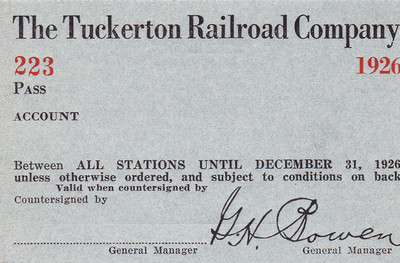 The Tuckerton Railroad Company
223 1926
PASS
ACCOUNT
Between ALL STATIONS UNTIL DECEMBER 31, 1926
unless otherwise ordered, and subject to conditions on back
Valid when countersigned by
Countersigned by
G H Bowen
General Manager General Manager